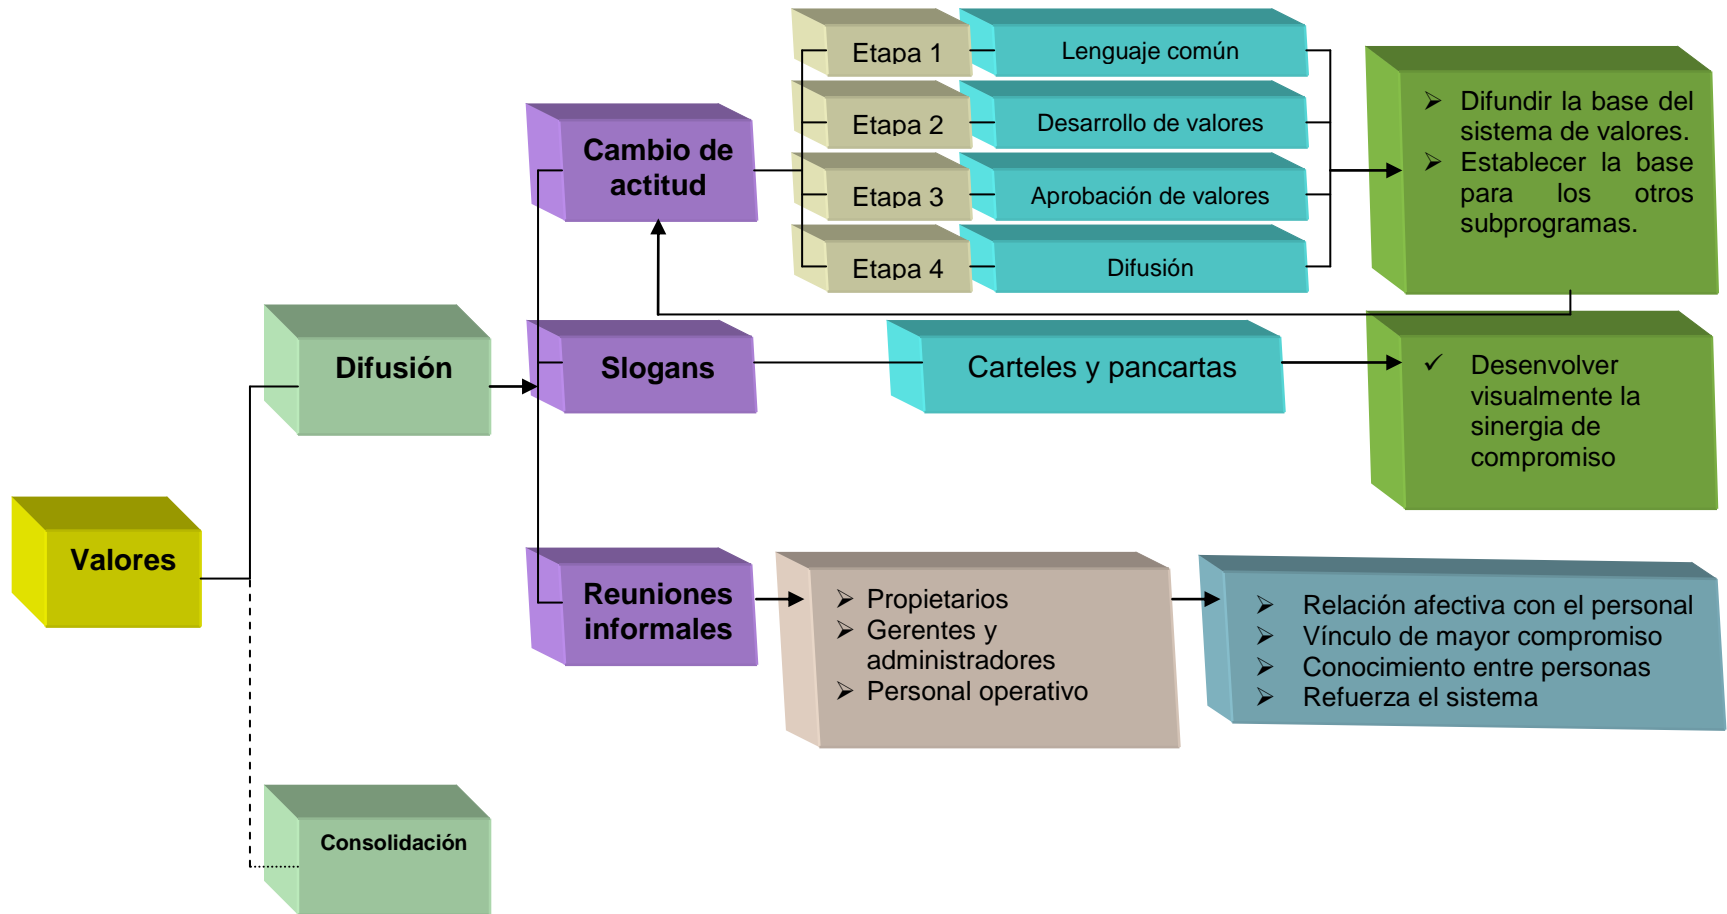 Etapa 1
Lenguaje común
Etapa 2
Desarrollo de valores
Cambio de
actitud
Etapa 3
Aprobación de valores
Etapa 4
Difusión
➢ Difundir la base del
sistema de valores.
➢ Establecer la base
para los otros
subprogramas.
Difusión
Slogans
Carteles y pancartas
✓ Desenvolver
visualmente la
sinergia de
compromiso
Valores
Reuniones
informales
➢ Propietarios
➢ Gerentes y
administradores
➢ Personal operativo
➢ Relación afectiva con el personal
➢ Vínculo de mayor compromiso
➢ Conocimiento entre personas
➢ Refuerza el sistema
Consolidación